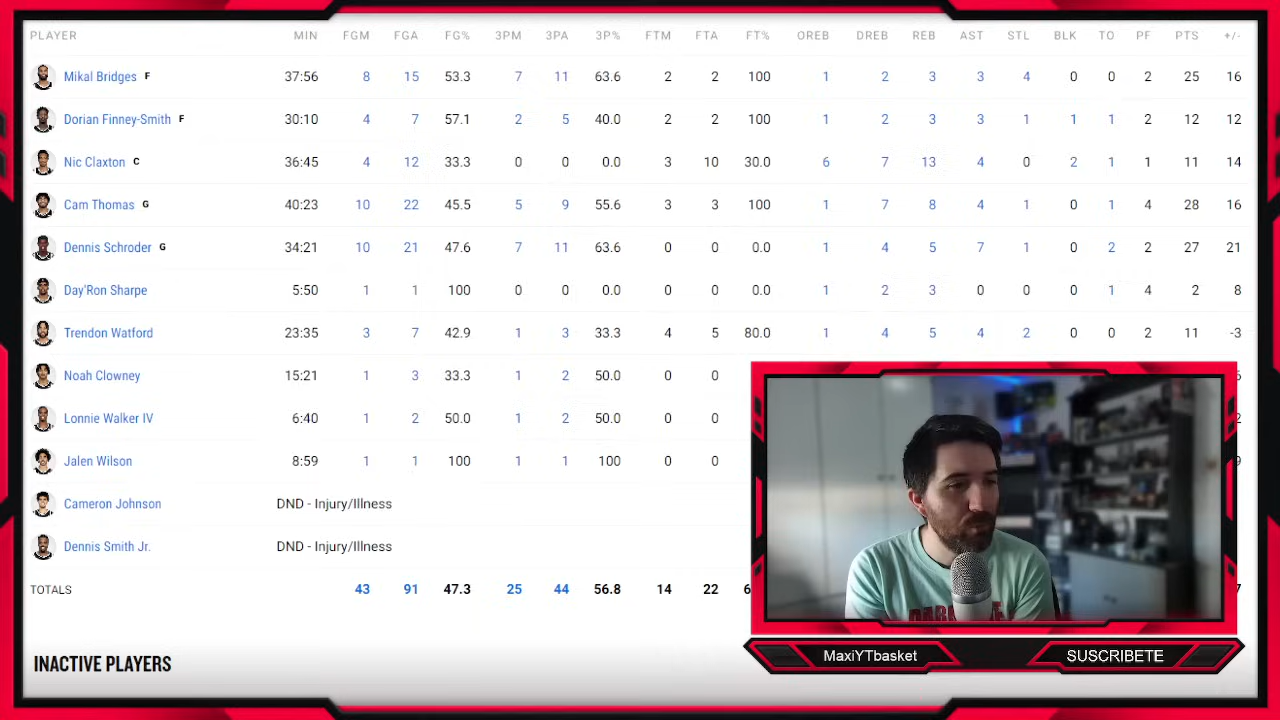 PLAYER MIN FGM FGA FG% 3PM 3PA 3P% FTM FTA FT% OREB DREB REB AST STL BLK TO PF PTS +/-
Mikal Bridges F 37:56 8 15 53.3 7 11 63.6 2 2 100 1 2 3 3 4 0 0 2 25 16
Dorian Finney-Smith F 30:10 4 7 57.1 2 5 40.0 2 2 100 1 2 3 3 1 1 1 2 12 12
Nic Claxton C 36:45 4 12 33.3 0 0 0.0 3 10 30.0 6 7 13 4 0 2 1 1 11 14
Cam Thomas G 40:23 10 22 45.5 5 9 55.6 3 3 100 1 7 8 4 1 0 1 4 28 16
Dennis Schroder G 34:21 10 21 47.6 7 11 63.6 0 0 0.0 1 4 5 7 1 0 2 2 27 21
Day'Ron Sharpe 5:50 1 1 100 0 0 0.0 0 0 0.0 1 2 3 0 0 0 1 4 2 8
Trendon Watford 23:35 3 7 42.9 1 3 33.3 4 5 80.0 1 4 5 4 2 0 0 2 11 -3
Noah Clowney 15:21 1 3 33.3 1 2 50.0 0 0
Lonnie Walker IV 6:40 1 2 50.0 1 2 50.0 0 0
Jalen Wilson 8:59 1 1 100 1 1 100 0 0
Cameron Johnson DND - Injury/Illness
Dennis Smith Jr. DND - Injury/Illness
TOTALS 43 91 47.3 25 44 56.8 14 22
INACTIVE PLAYERS
MaxiYTbasket
SUSCRIBETE